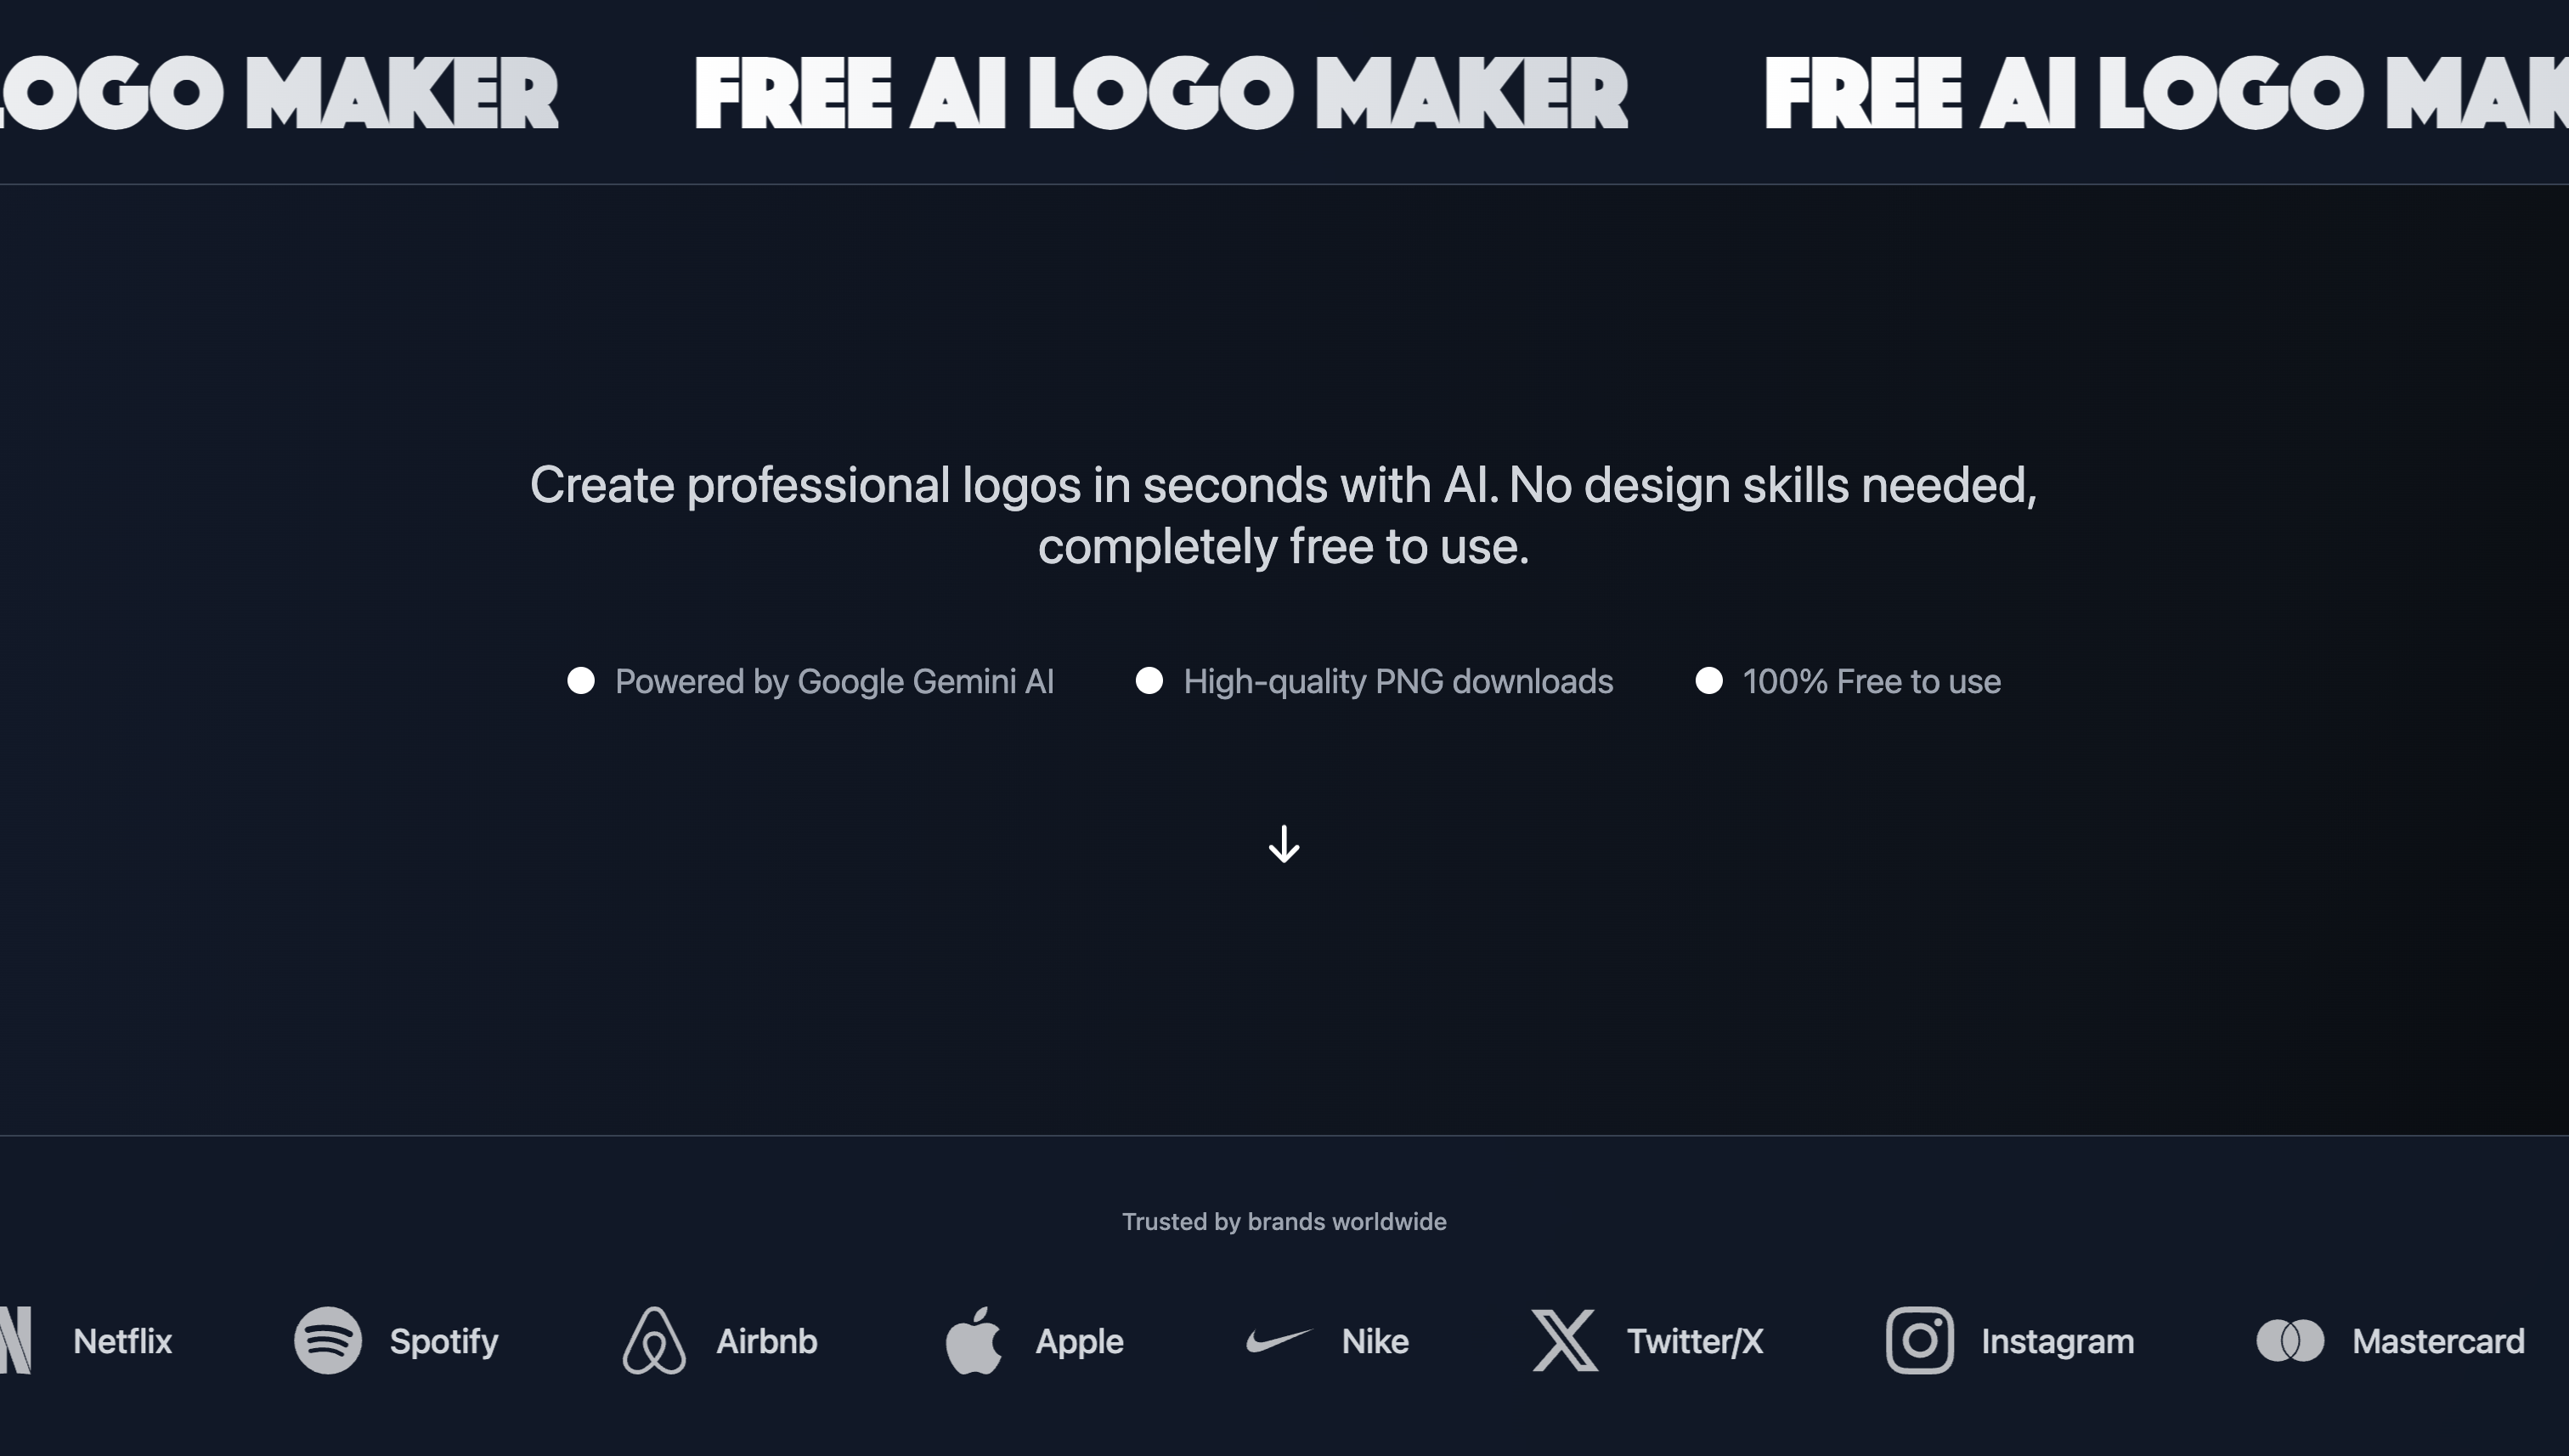 LOGO MAKER FREE AI LOGO MAKER FREE AI LOGO MAK
Create professional logos in seconds with AI. No design skills needed,
completely free to use.
Powered by Google Gemini AI High-quality PNG downloads 100% Free to use
Trusted by brands worldwide
N Netflix Spotify Airbnb Apple Nike Twitter/X Instagram Mastercard